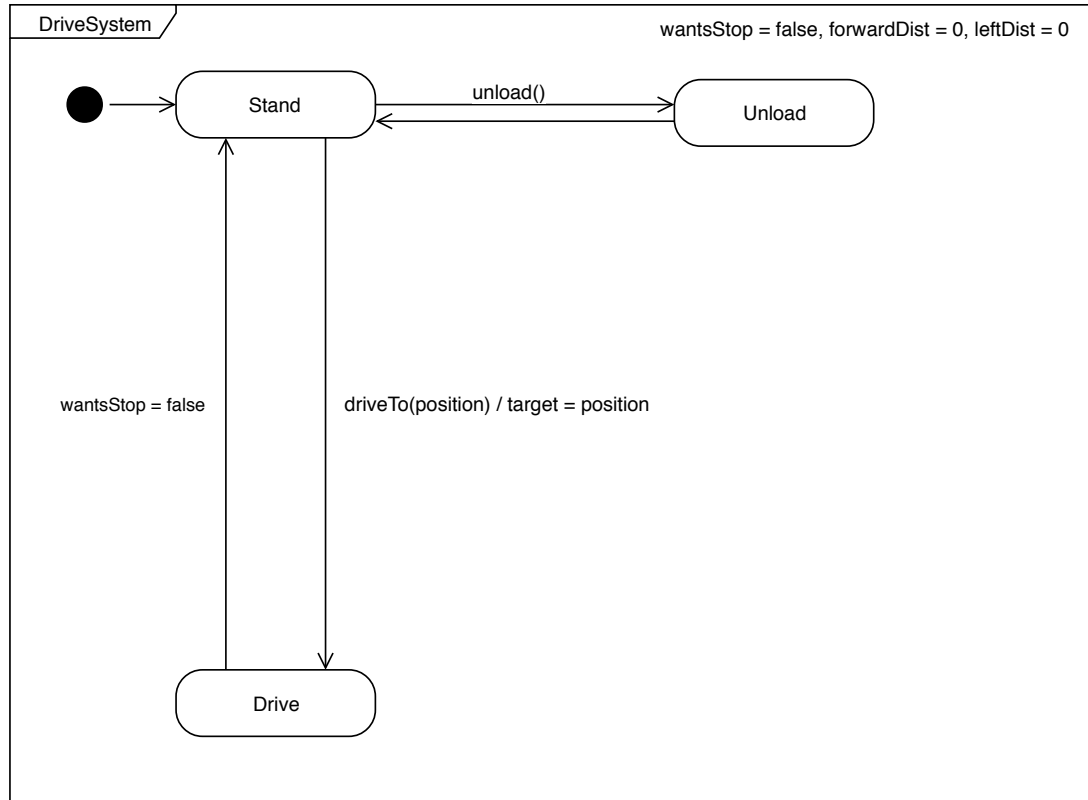 DriveSystem
wantsStop = false, forwardDist = 0, leftDist = 0
Stand
unload()
Unload
wantsStop = false
driveTo(position) / target = position
Drive